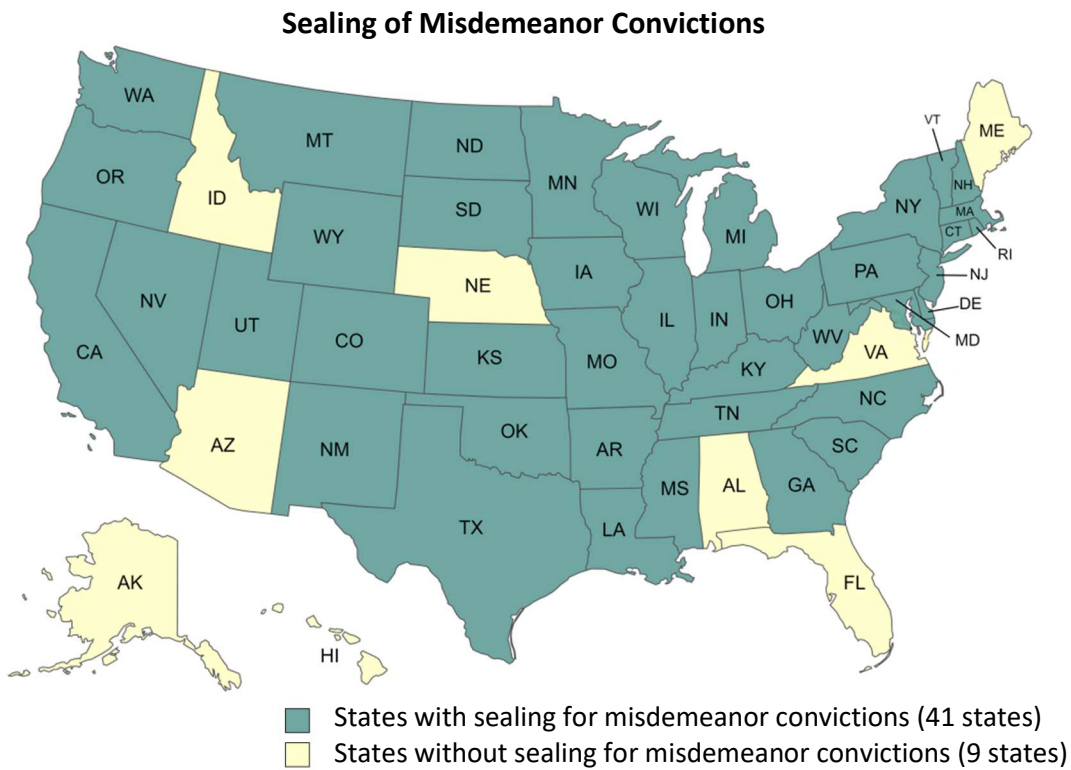 Sealing of Misdemeanor Convictions
WA
MT
ND
MN
VT
ME
OR
ID
SD
WI
MI
NY
NH
MA
CT
RI
WY
NE
IA
PA
NJ
NV
UT
CO
KS
MO
IL
IN
OH
WV
DE
MD
VA
CA
KY
NC
AZ
NM
OK
AR
TN
SC
MS
AL
GA
TX
LA
AK
FL
HI
States with sealing for misdemeanor convictions (41 states)
States without sealing for misdemeanor convictions (9 states)